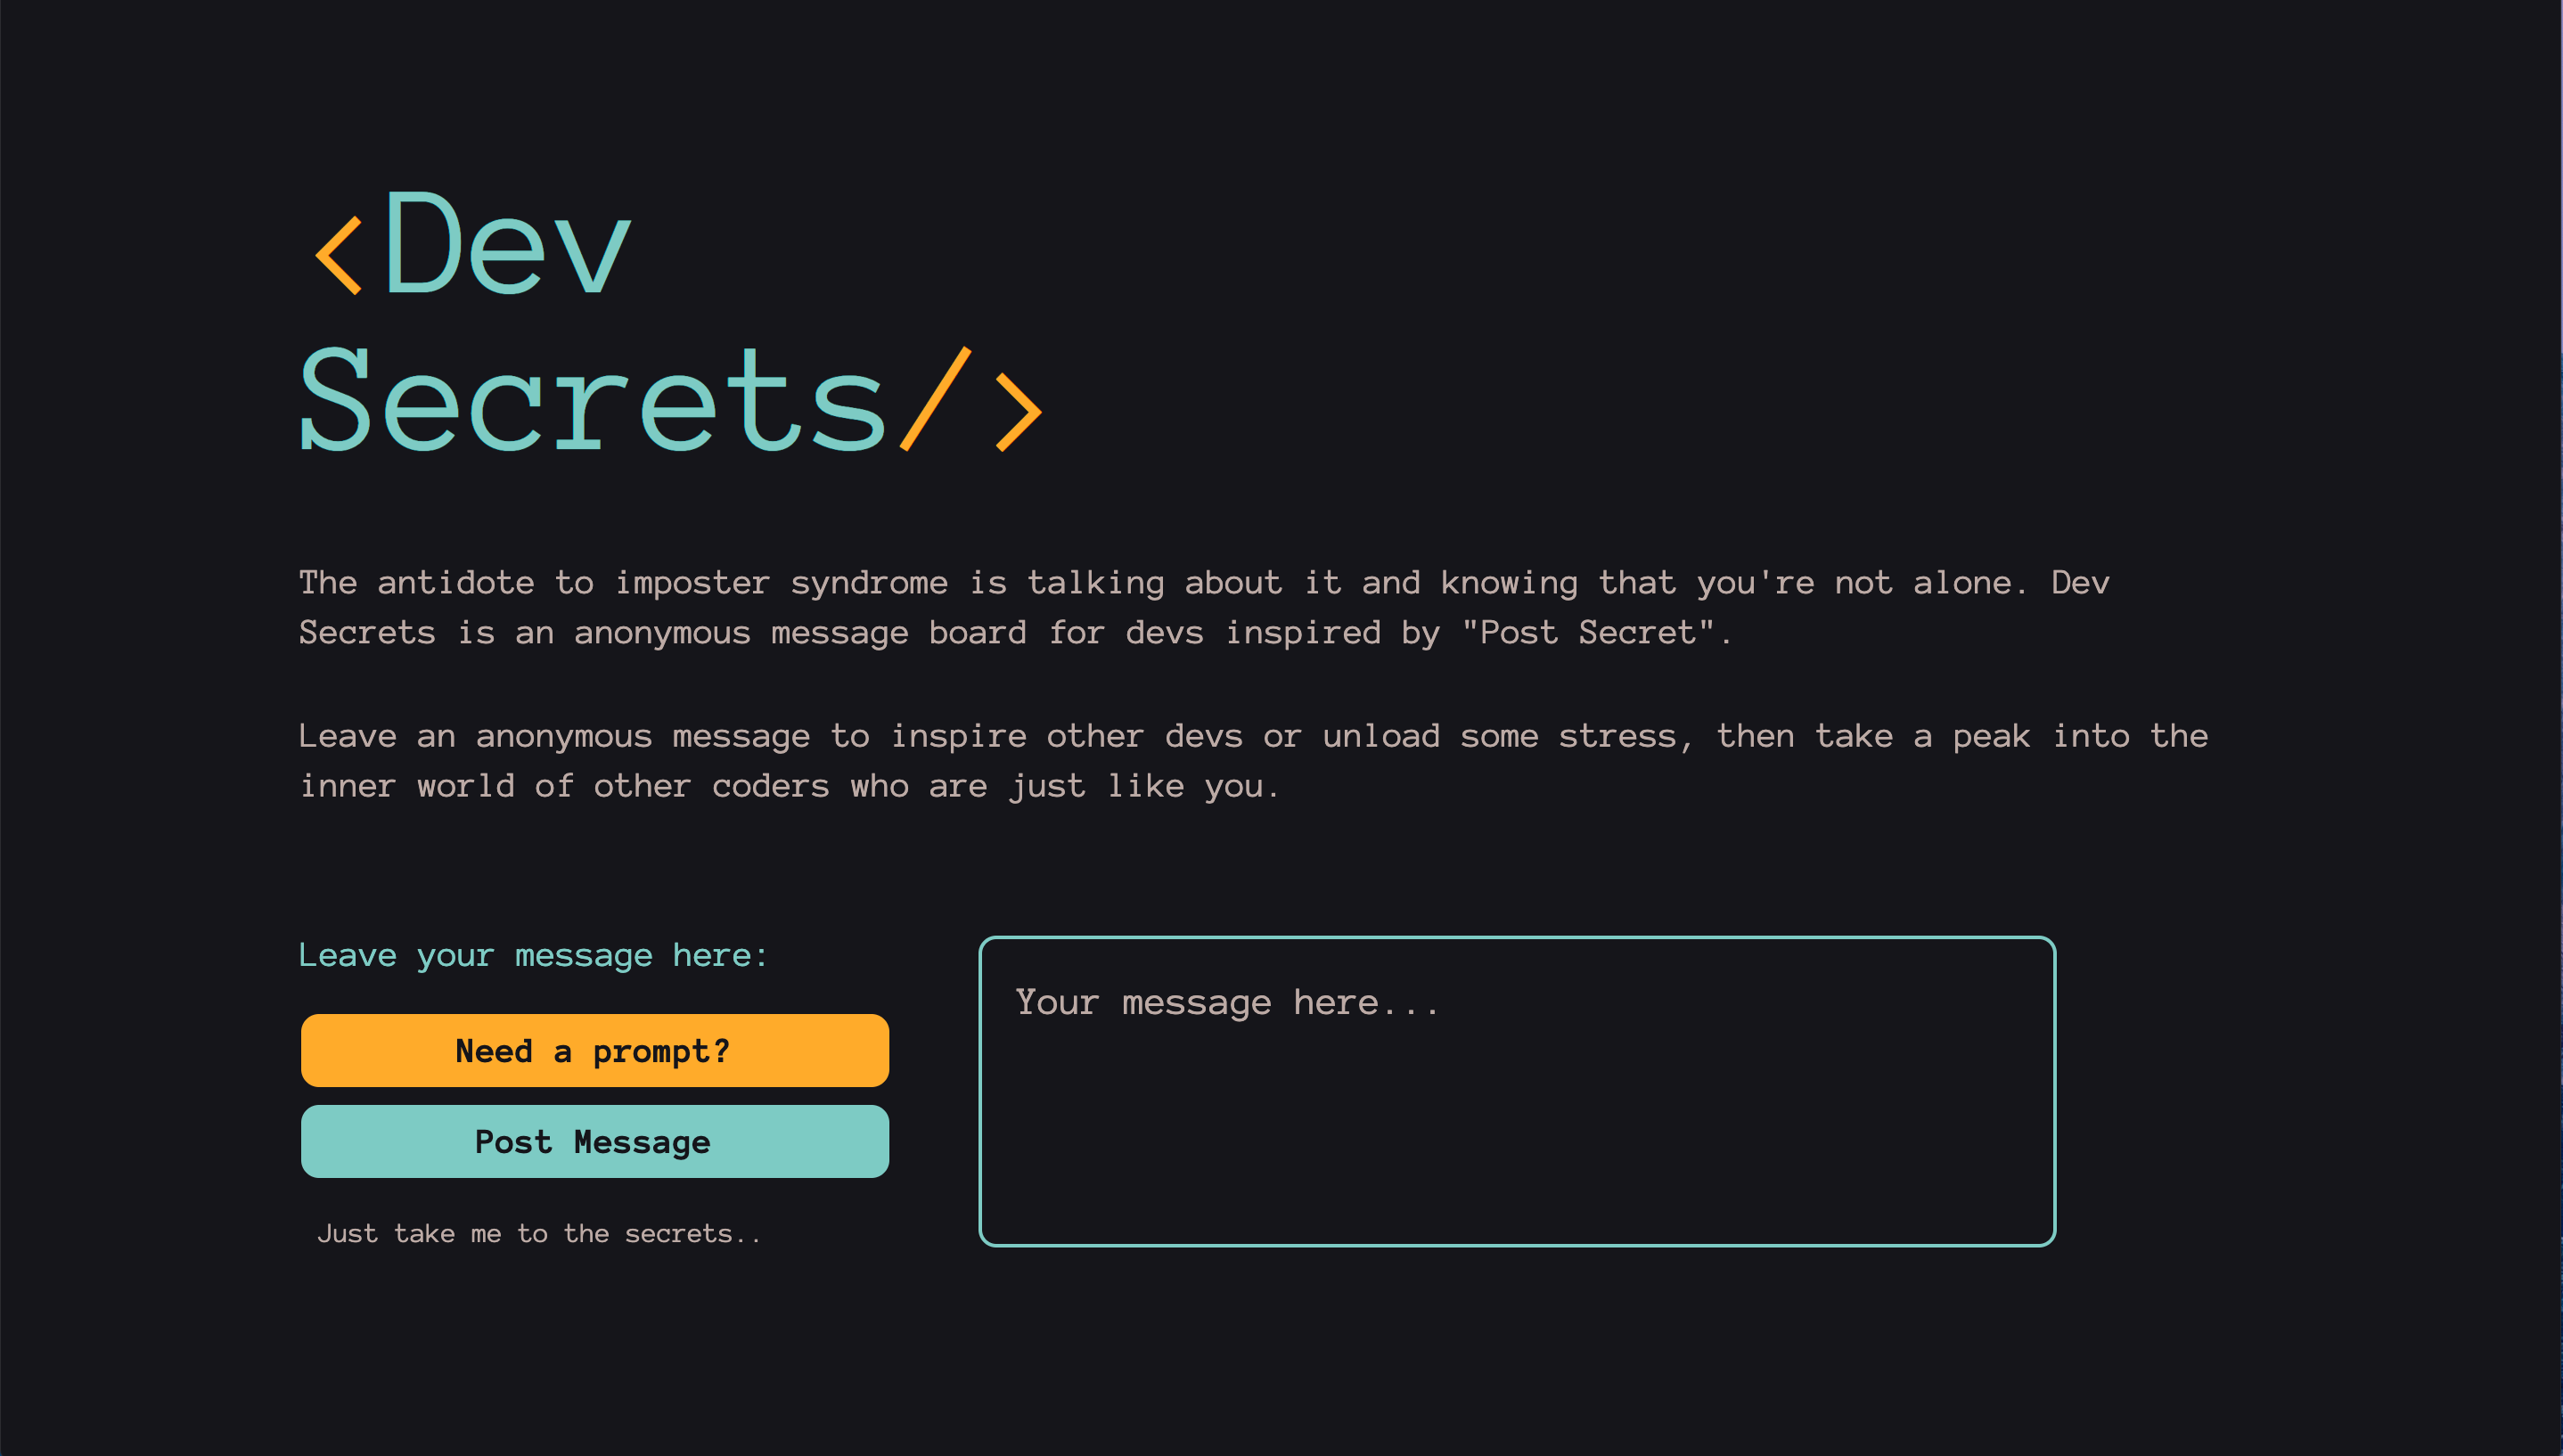 <Dev
Secrets/>
The antidote to imposter syndrome is talking about it and knowing that you're not alone. Dev
Secrets is an anonymous message board for devs inspired by "Post Secret".
Leave an anonymous message to inspire other devs or unload some stress, then take a peak into the
inner world of other coders who are just like you.
Leave your message here:
Need a prompt?
Post Message
Just take me to the secrets..
Your message here...